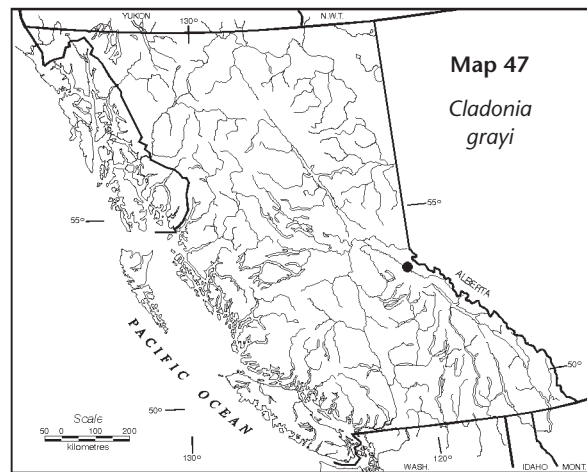 YUKON
130°
N.W.T.
Map 47
Cladonia
grayi
55°
55°
ALBERTA
PACIFIC OCEAN
50°
Scale
50 0 100 200
kilometres
50°
130°
WASH.
120°
IDAHO
MONT.